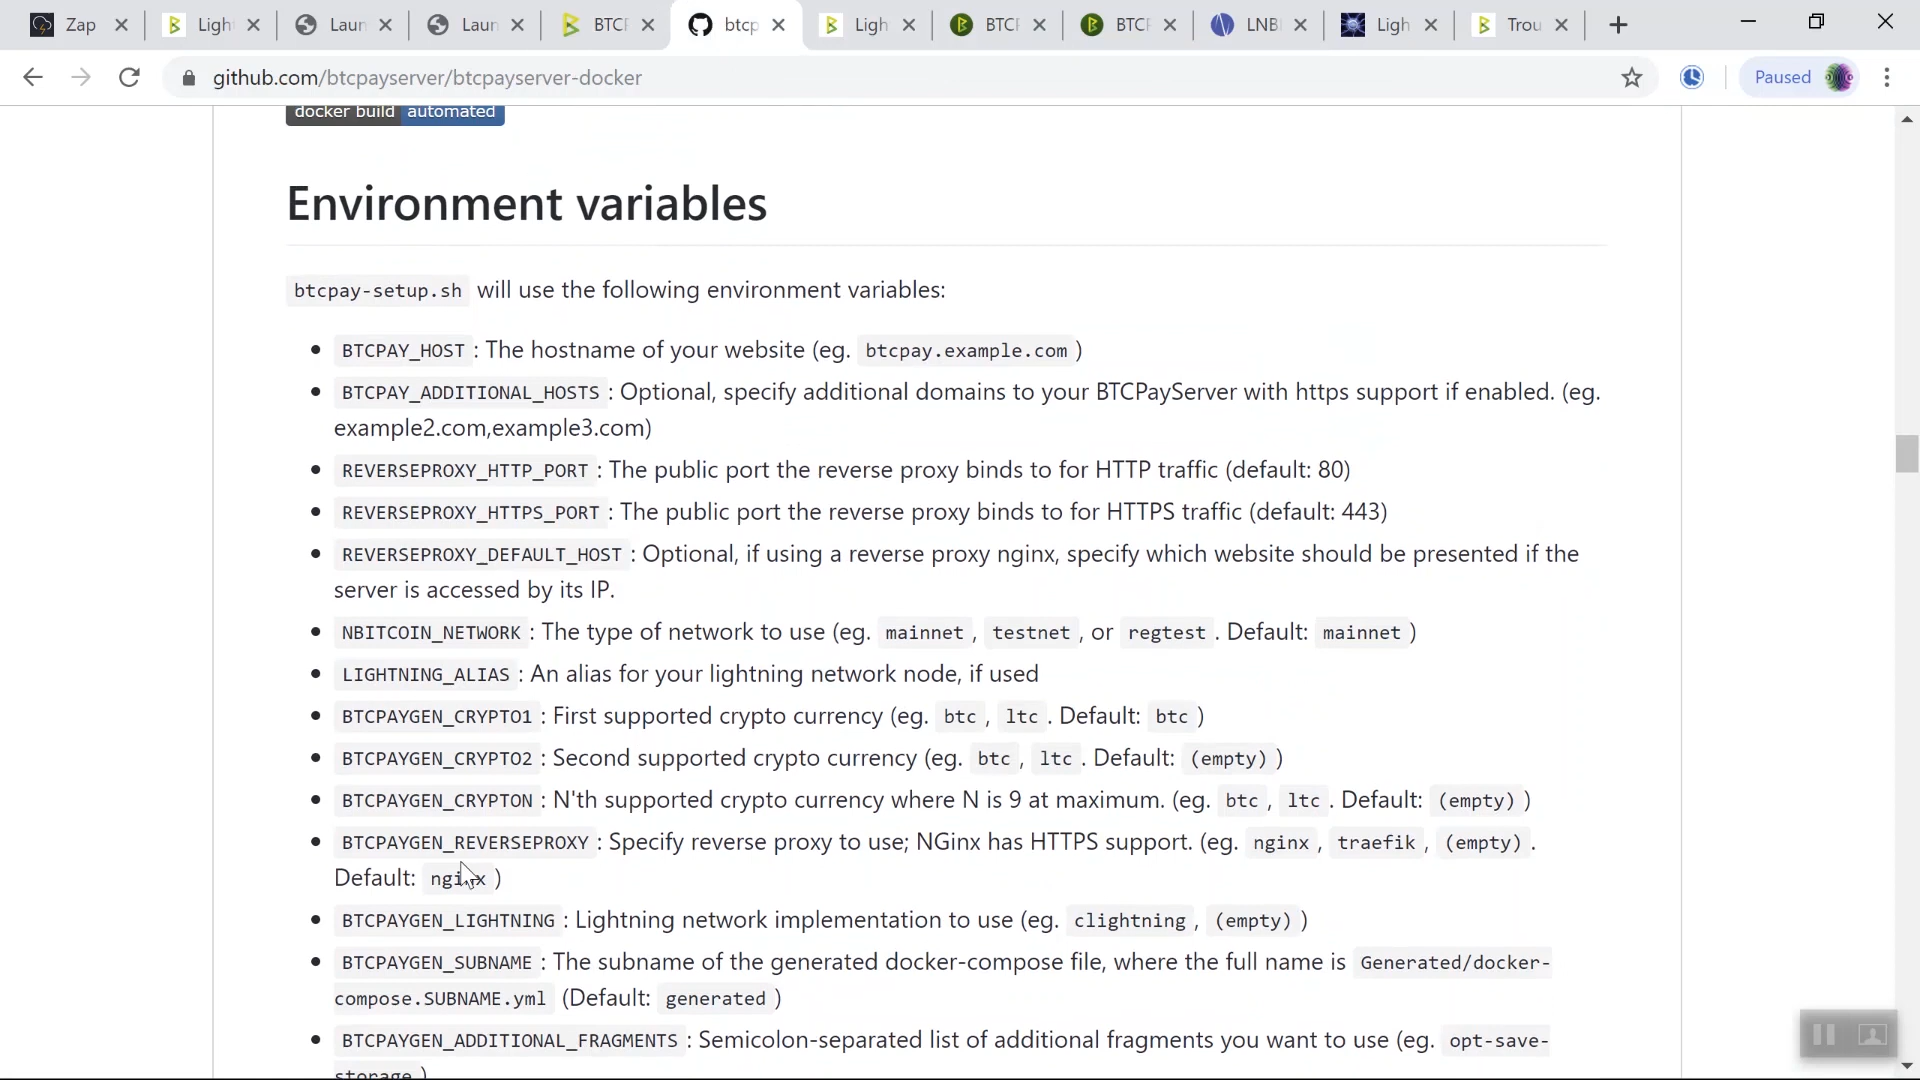 Zap
Light
Laun
Laun
BTCP
btcp
Ligh
BTCP
BTCP
LNBI
Ligh
Trou
github.com/btcpayserver/btcpayserver-docker
Paused
docker build automated
Environment variables
btcpay-setup.sh will use the following environment variables:
• BTCPAY_HOST : The hostname of your website (eg. btcpay.example.com )
• BTCPAY_ADDITIONAL_HOSTS : Optional, specify additional domains to your BTCPayServer with https support if enabled. (eg.
example2.com,example3.com)
• REVERSEPROXY_HTTP_PORT : The public port the reverse proxy binds to for HTTP traffic (default: 80)
• REVERSEPROXY_HTTPS_PORT : The public port the reverse proxy binds to for HTTPS traffic (default: 443)
• REVERSEPROXY_DEFAULT_HOST : Optional, if using a reverse proxy nginx, specify which website should be presented if the
server is accessed by its IP.
• NBITCOIN_NETWORK : The type of network to use (eg. mainnet , testnet , or regtest . Default: mainnet )
• LIGHTNING_ALIAS : An alias for your lightning network node, if used
• BTCPAYGEN_CRYPTO1 : First supported crypto currency (eg. btc , ltc . Default: btc )
• BTCPAYGEN_CRYPTO2 : Second supported crypto currency (eg. btc , ltc . Default: (empty) )
• BTCPAYGEN_CRYPTON : N'th supported crypto currency where N is 9 at maximum. (eg. btc , ltc . Default: (empty) )
• BTCPAYGEN_REVERSEPROXY : Specify reverse proxy to use; NGinx has HTTPS support. (eg. nginx , traefik , (empty) .
Default: nginx )
• BTCPAYGEN_LIGHTNING : Lightning network implementation to use (eg. clightning , (empty) )
• BTCPAYGEN_SUBNAME : The subname of the generated docker-compose file, where the full name is Generated/docker-
compose.SUBNAME.yml (Default: generated )
• BTCPAYGEN_ADDITIONAL_FRAGMENTS : Semicolon-separated list of additional fragments you want to use (eg. opt-save-
storage )